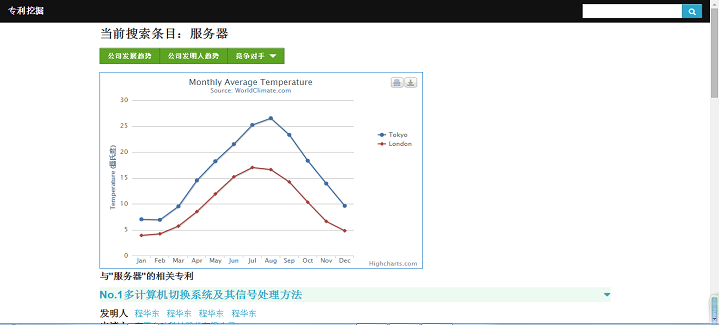 专利挖掘
当前搜索条目：服务器
公司发展趋势 公司发明人趋势 竞争对手
Monthly Average Temperature
Source: WorldClimate.com
30
25
20
15
10
5
0
Temperature (摄氏度)
Jan Feb Mar Apr May Jun Jul Aug Sep Oct Nov Dec
Tokyo
London
Highcharts.com
与"服务器"的相关专利
No.1多计算机切换系统及其信号处理方法
发明人 程华东 程华东 程华东 程华东